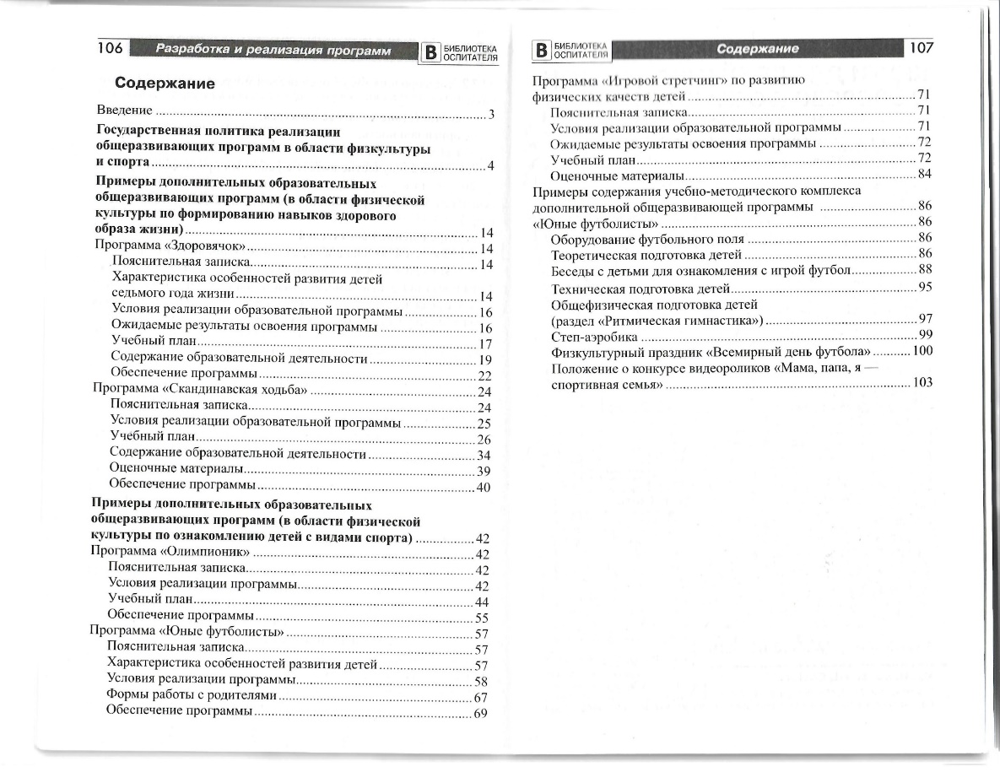 106 Разработка и реализация программ В БИБЛИОТЕКА ОСПИТАТЕЛЯ
Содержание
Введение 3
Государственная политика реализации
общеразвивающих программ в области физкультуры
и спорта 4
Примеры дополнительных образовательных
общеразвивающих программ (в области физической
культуры по формированию навыков здорового
образа жизни) 14
Программа «Здоровячок» 14
Пояснительная записка 14
Характеристика особенностей развития детей
седьмого года жизни 14
Условия реализации образовательной программы 16
Ожидаемые результаты освоения программы 16
Учебный план 17
Содержание образовательной деятельности 19
Обеспечение программы 22
Программа «Скандинавская ходьба» 24
Пояснительная записка 24
Условия реализации образовательной программы 25
Учебный план 26
Содержание образовательной деятельности 34
Оценочные материалы 39
Обеспечение программы 40
Примеры дополнительных образовательных
общеразвивающих программ (в области физической
культуры по ознакомлению детей с видами спорта) 42
Программа «Олимпионик» 42
Пояснительная записка 42
Условия реализации программы 42
Учебный план 44
Обеспечение программы 55
Программа «Юные футболисты» 57
Пояснительная записка 57
Характеристика особенностей развития детей 57
Условия реализации программы 58
Формы работы с родителями 67
Обеспечение программы 69
В БИБЛИОТЕКА ОСПИТАТЕЛЯ Содержание 107
Программа «Игровой стретчинг» по развитию
физических качеств детей 71
Пояснительная записка 71
Условия реализации образовательной программы 71
Ожидаемые результаты освоения программы 72
Учебный план 72
Оценочные материалы 84
Примеры содержания учебно-методического комплекса
дополнительной общеразвивающей программы 86
«Юные футболисты» 86
Оборудование футбольного поля 86
Теоретическая подготовка детей 86
Беседы с детьми для ознакомления с игрой футбол 88
Техническая подготовка детей 95
Общефизическая подготовка детей
(раздел «Ритмическая гимнастика») 97
Степ-аэробика 99
Физкультурный праздник «Всемирный день футбола» 100
Положение о конкурсе видеороликов «Мама, папа, я —
спортивная семья» 103